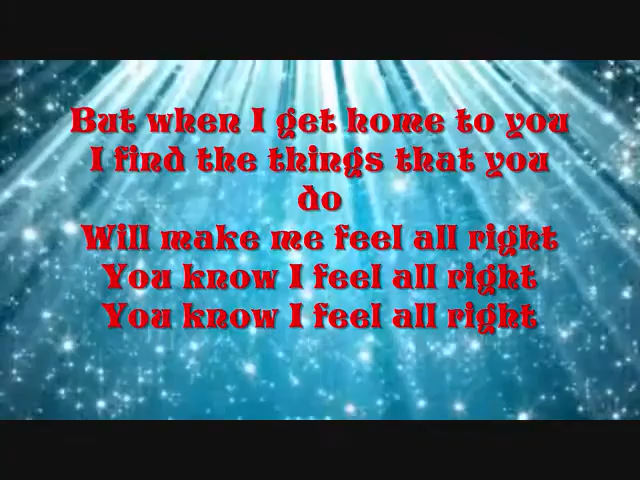 But when I get home to you
I find the things that you
do
Will make me feel all right
You know I feel all right
You know I feel all right